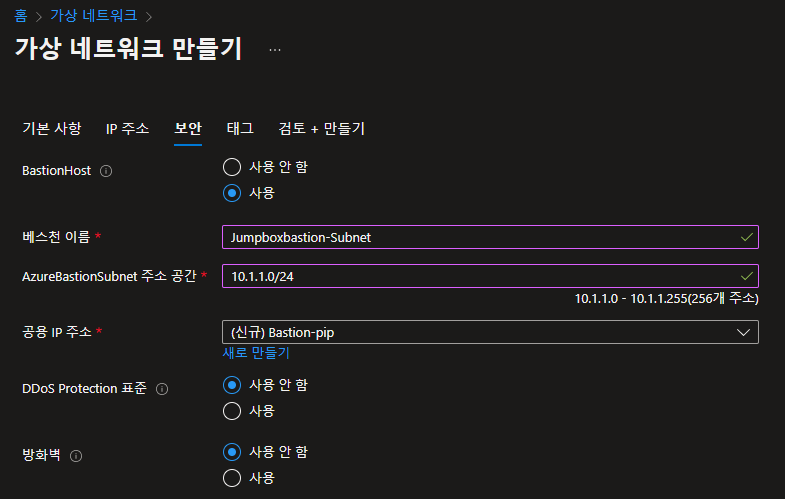 홈 > 가상 네트워크 >
가상 네트워크 만들기 ...
기본 사항 IP 주소 보안 태그 검토 + 만들기
BastionHost
사용 안 함
사용
베스천 이름 *
Jumpboxbastion-Subnet
AzureBastionSubnet 주소 공간 *
10.1.1.0/24
10.1.1.0 - 10.1.1.255(256개 주소)
공용 IP 주소 *
(신규) Bastion-pip
새로 만들기
DDoS Protection 표준
사용 안 함
사용
방화벽
사용 안 함
사용